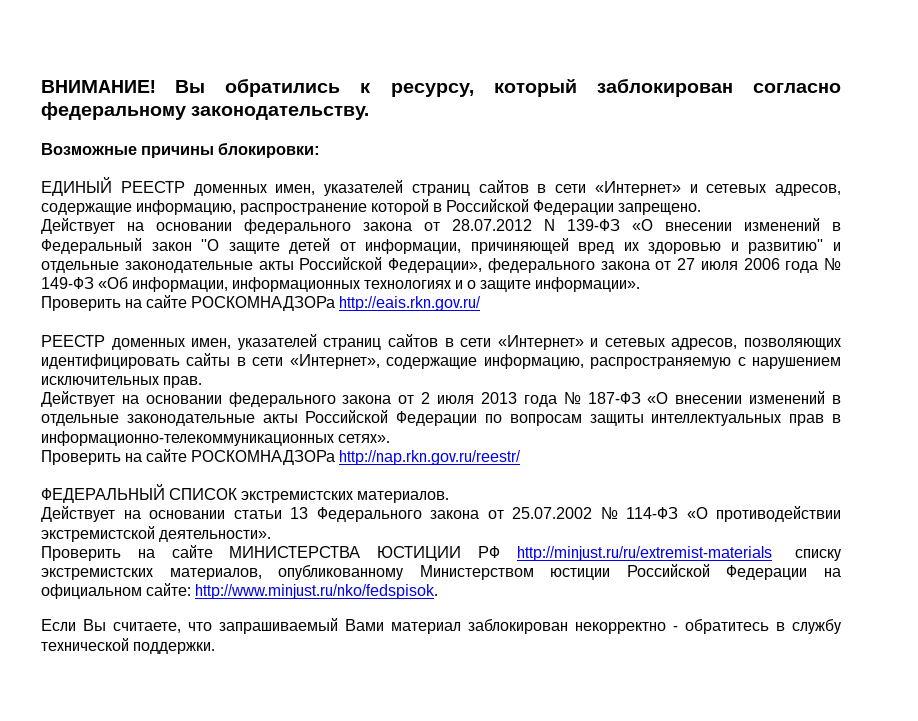 ВНИМАНИЕ! Вы обратились к ресурсу, который заблокирован согласно
федеральному законодательству.
Возможные причины блокировки:
ЕДИНЫЙ РЕЕСТР доменных имен, указателей страниц сайтов в сети «Интернет» и сетевых адресов,
содержащие информацию, распространение которой в Российской Федерации запрещено.
Действует на основании федерального закона от 28.07.2012 N 139-ФЗ «О внесении изменений в
Федеральный закон "О защите детей от информации, причиняющей вред их здоровью и развитию" и
отдельные законодательные акты Российской Федерации», федерального закона от 27 июля 2006 года №
149-ФЗ «Об информации, информационных технологиях и о защите информации».
Проверить на сайте РОСКОМНАДЗОРа http://eais.rkn.gov.ru/
РЕЕСТР доменных имен, указателей страниц сайтов в сети «Интернет» и сетевых адресов, позволяющих
идентифицировать сайты в сети «Интернет», содержащие информацию, распространяемую с нарушением
исключительных прав.
Действует на основании федерального закона от 2 июля 2013 года № 187-ФЗ «О внесении изменений в
отдельные законодательные акты Российской Федерации по вопросам защиты интеллектуальных прав в
информационно-телекоммуникационных сетях».
Проверить на сайте РОСКОМНАДЗОРа http://nap.rkn.gov.ru/reestr/
ФЕДЕРАЛЬНЫЙ СПИСОК экстремистских материалов.
Действует на основании статьи 13 Федерального закона от 25.07.2002 № 114-ФЗ «О противодействии
экстремистской деятельности».
Проверить на сайте МИНИСТЕРСТВА ЮСТИЦИИ РФ http://minjust.ru/ru/extremist-materials списку
экстремистских материалов, опубликованному Министерством юстиции Российской Федерации на
официальном сайте: http://www.minjust.ru/nko/fedspisok.
Если Вы считаете, что запрашиваемый Вами материал заблокирован некорректно - обратитесь в службу
технической поддержки.